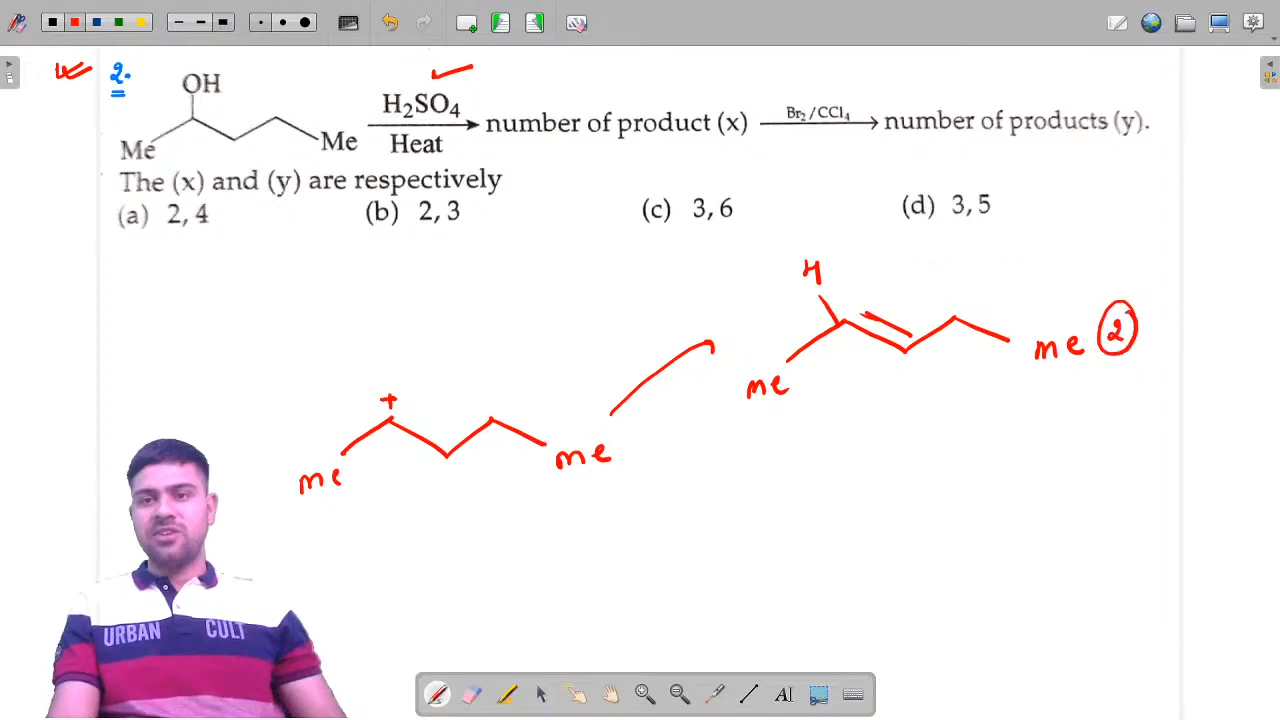 2.
OH
Me
Me
H₂SO₄
Heat
number of product (x)
Br₂/CCl₄
number of products (y).
The (x) and (y) are respectively
(a) 2, 4
(b) 2, 3
(c) 3, 6
(d) 3, 5
H
me
me
2
+
me
me
URBAN CULT
AI